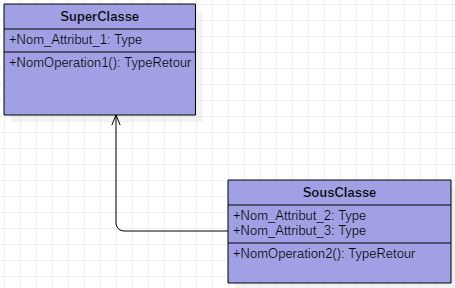 SuperClasse
+Nom_Attribut_1: Type
+NomOperation1(): TypeRetour
SousClasse
+Nom_Attribut_2: Type
+Nom_Attribut_3: Type
+NomOperation2(): TypeRetour